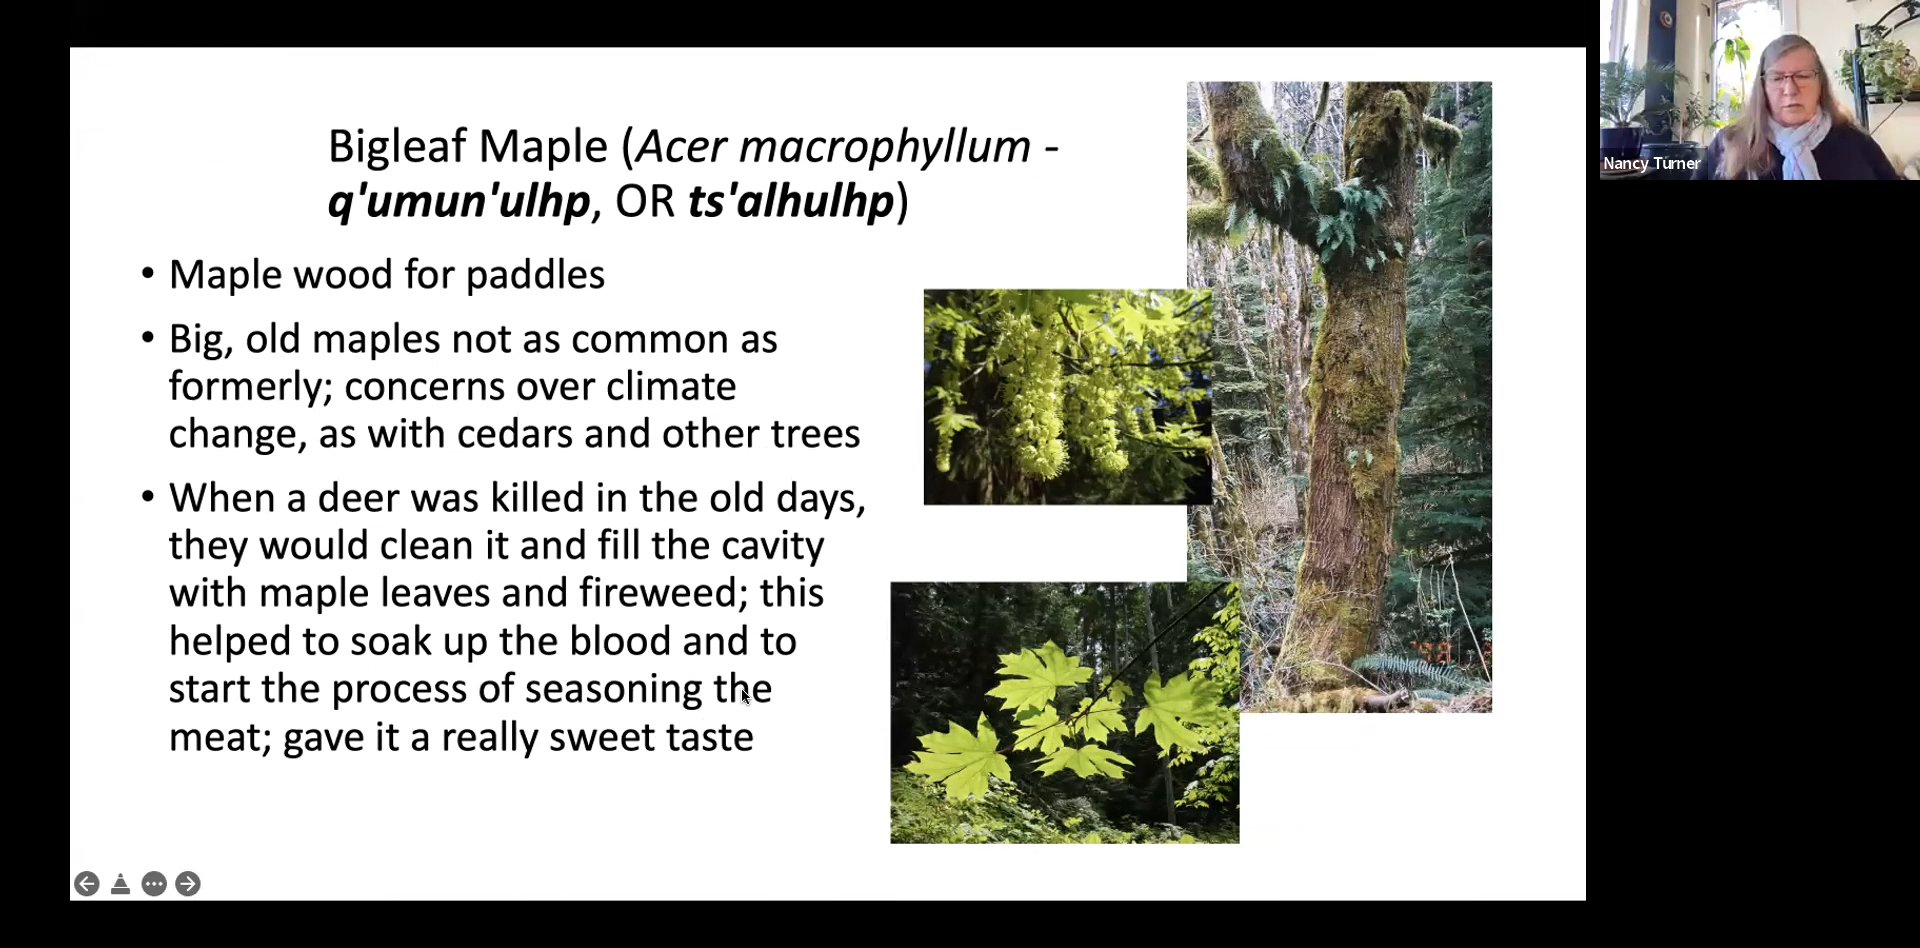 Bigleaf Maple (Acer macrophyllum -
q'umun'ulhp, OR ts'alhulhp)
• Maple wood for paddles
• Big, old maples not as common as
formerly; concerns over climate
change, as with cedars and other trees
• When a deer was killed in the old days,
they would clean it and fill the cavity
with maple leaves and fireweed; this
helped to soak up the blood and to
start the process of seasoning the
meat; gave it a really sweet taste
Nancy Turner